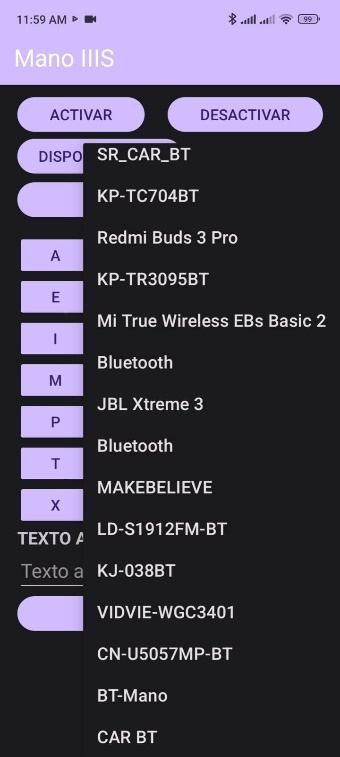 11:59 AM
99
Mano IIIS
ACTIVAR
DESACTIVAR
DISPO
SR_CAR_BT
KP-TC704BT
Redmi Buds 3 Pro
A
KP-TR3095BT
E
Mi True Wireless EBs Basic 2
I
Bluetooth
M
JBL Xtreme 3
P
Bluetooth
T
MAKEBELIEVE
X
LD-S1912FM-BT
TEXTO A
KJ-038BT
Texto a
VIDVIE-WGC3401
CN-U5057MP-BT
BT-Mano
CAR BT